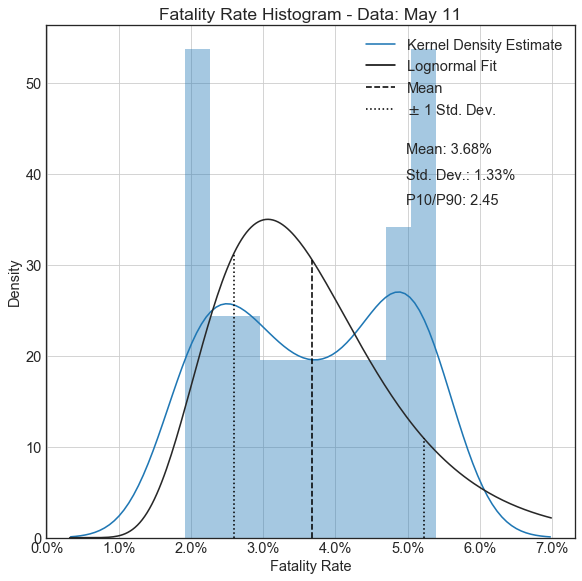 Fatality Rate Histogram - Data: May 11
Kernel Density Estimate
Lognormal Fit
Mean
± 1 Std. Dev.
Mean: 3.68%
Std. Dev.: 1.33%
P10/P90: 2.45
Density
50
40
30
20
10
0
0.0% 1.0% 2.0% 3.0% 4.0% 5.0% 6.0% 7.0%
Fatality Rate